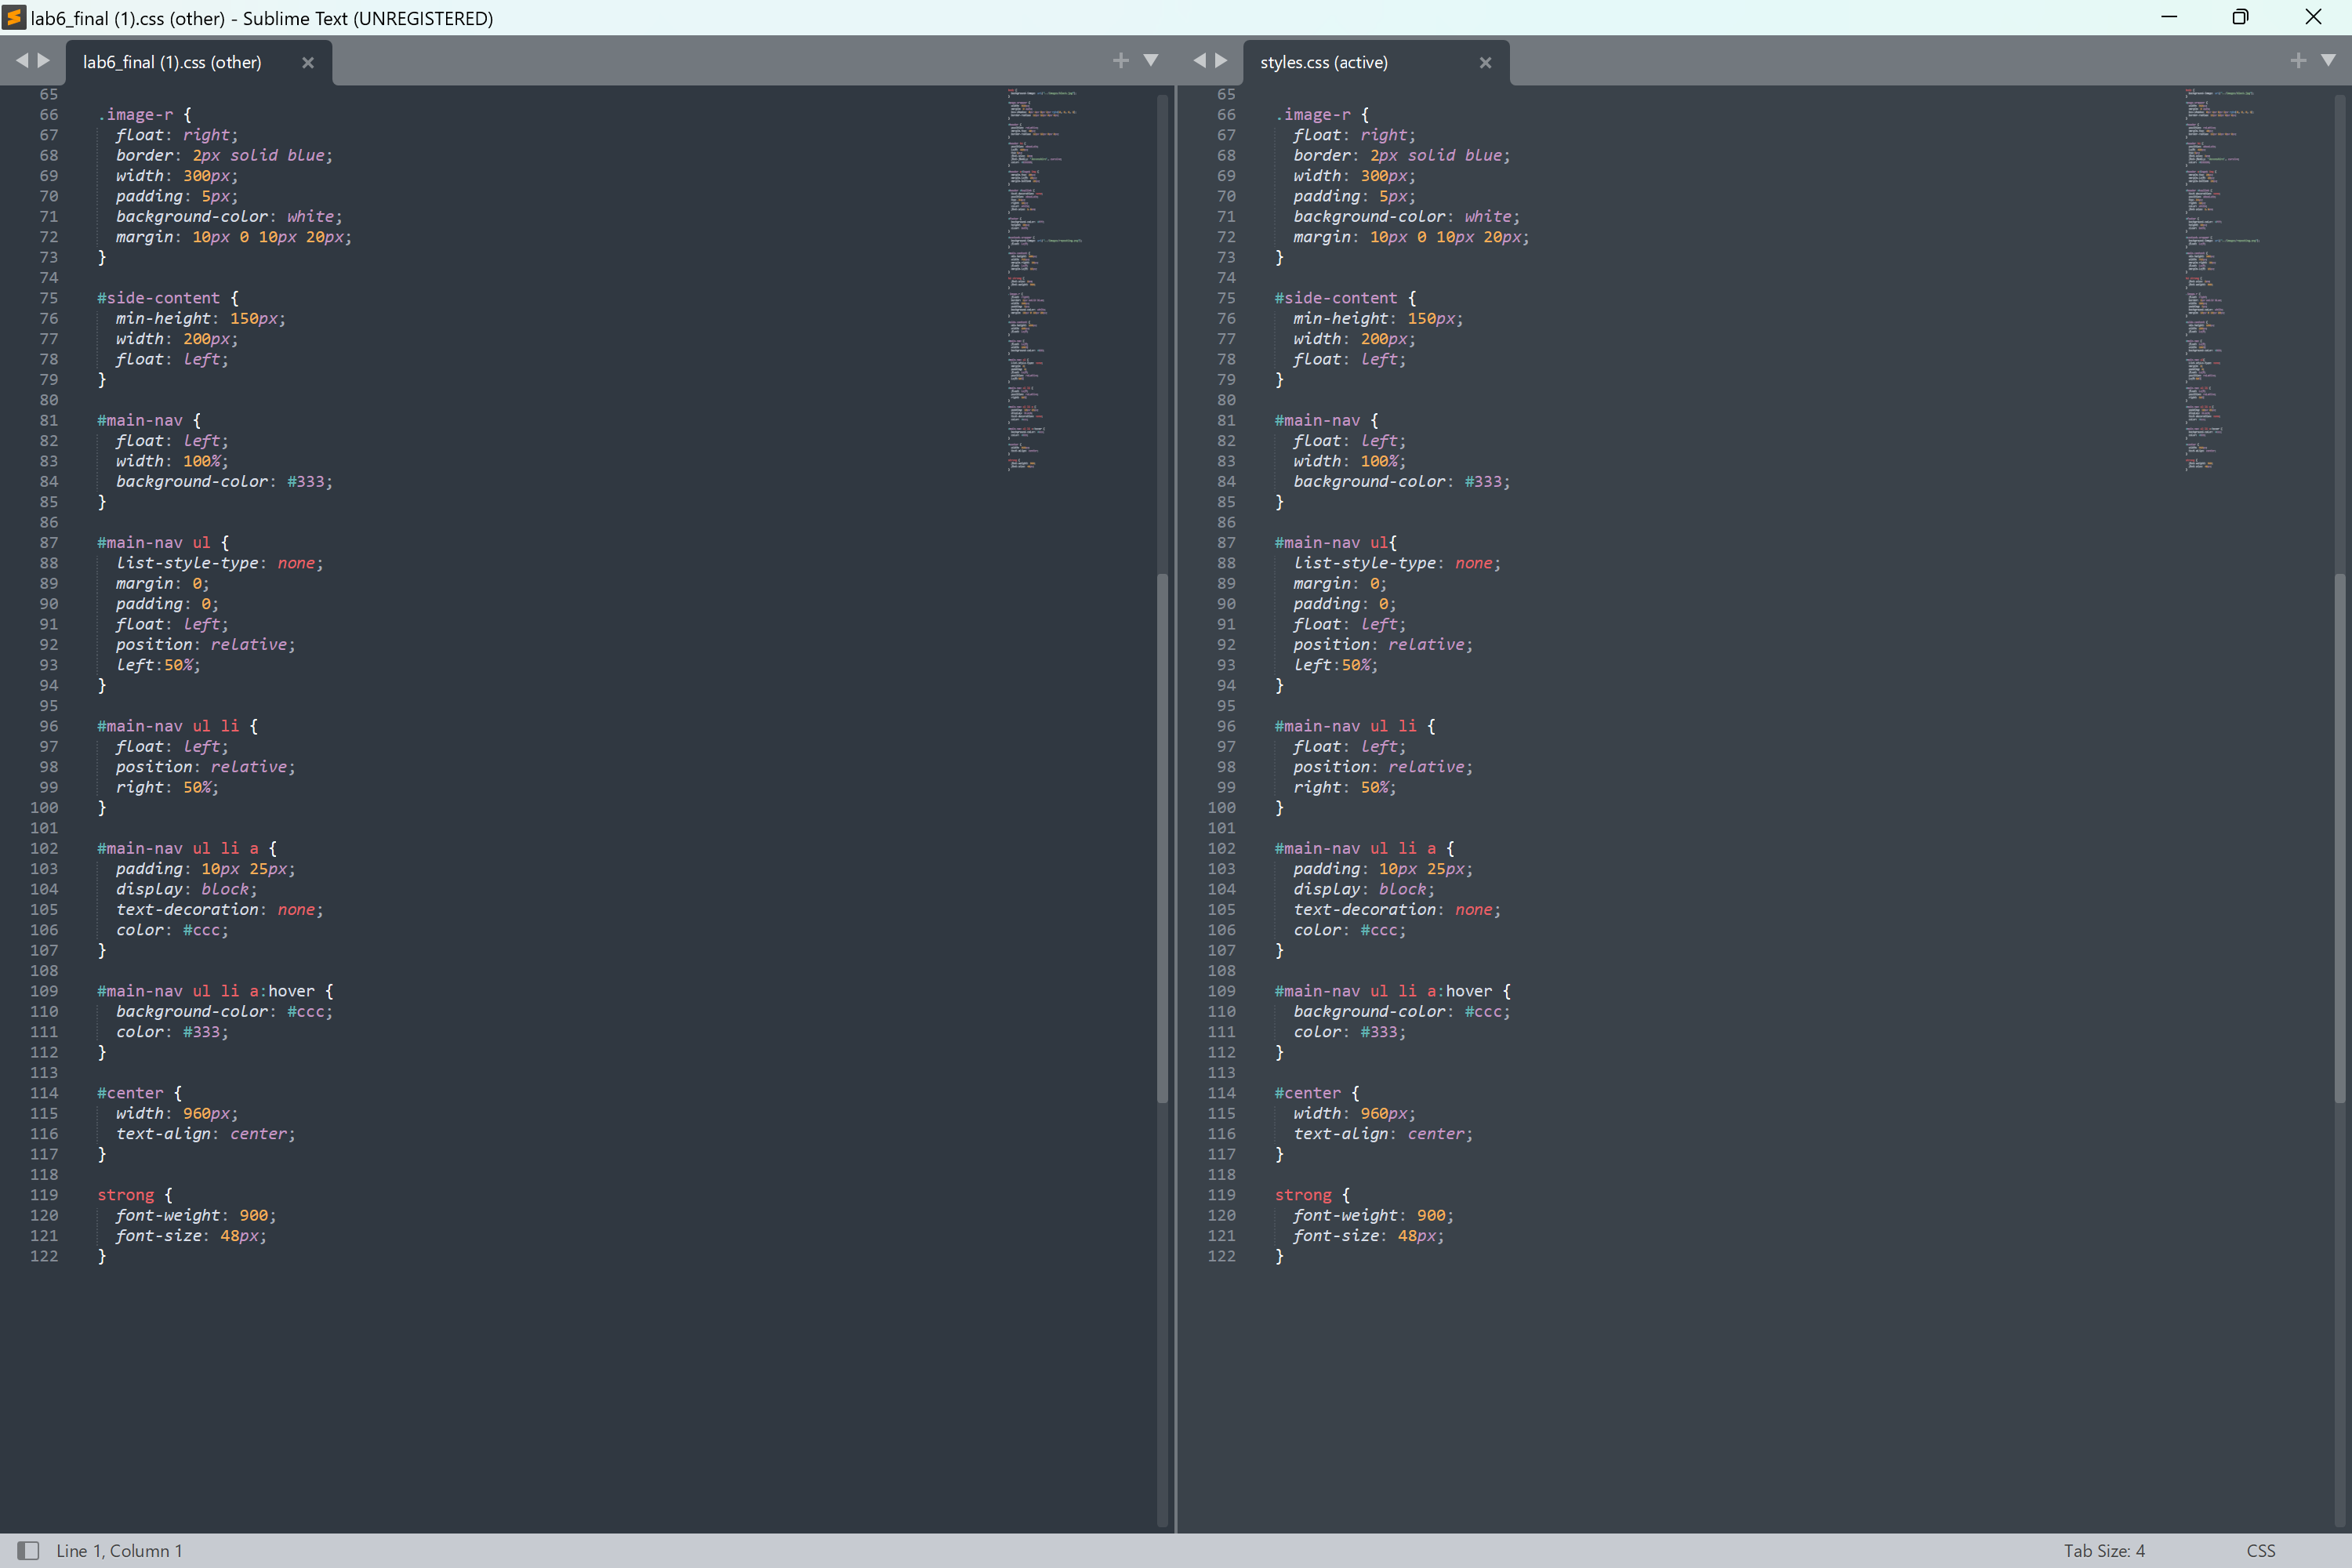 lab6_final (1).css (other) - Sublime Text (UNREGISTERED)
lab6_final (1).css (other)
65
66 .image-r {
67 float: right;
68 border: 2px solid blue;
69 width: 300px;
70 padding: 5px;
71 background-color: white;
72 margin: 10px 0 10px 20px;
73 }
74
75 #side-content {
76 min-height: 150px;
77 width: 200px;
78 float: left;
79 }
80
81 #main-nav {
82 float: left;
83 width: 100%;
84 background-color: #333;
85 }
86
87 #main-nav ul {
88 list-style-type: none;
89 margin: 0;
90 padding: 0;
91 float: left;
92 position: relative;
93 left:50%;
94 }
95
96 #main-nav ul li {
97 float: left;
98 position: relative;
99 right: 50%;
100 }
101
102 #main-nav ul li a {
103 padding: 10px 25px;
104 display: block;
105 text-decoration: none;
106 color: #ccc;
107 }
108
109 #main-nav ul li a:hover {
110 background-color: #ccc;
111 color: #333;
112 }
113
114 #center {
115 width: 960px;
116 text-align: center;
117 }
118
119 strong {
120 font-weight: 900;
121 font-size: 48px;
122 }
styles.css (active)
65
66 .image-r {
67 float: right;
68 border: 2px solid blue;
69 width: 300px;
70 padding: 5px;
71 background-color: white;
72 margin: 10px 0 10px 20px;
73 }
74
75 #side-content {
76 min-height: 150px;
77 width: 200px;
78 float: left;
79 }
80
81 #main-nav {
82 float: left;
83 width: 100%;
84 background-color: #333;
85 }
86
87 #main-nav ul{
88 list-style-type: none;
89 margin: 0;
90 padding: 0;
91 float: left;
92 position: relative;
93 left:50%;
94 }
95
96 #main-nav ul li {
97 float: left;
98 position: relative;
99 right: 50%;
100 }
101
102 #main-nav ul li a {
103 padding: 10px 25px;
104 display: block;
105 text-decoration: none;
106 color: #ccc;
107 }
108
109 #main-nav ul li a:hover {
110 background-color: #ccc;
111 color: #333;
112 }
113
114 #center {
115 width: 960px;
116 text-align: center;
117 }
118
119 strong {
120 font-weight: 900;
121 font-size: 48px;
122 }
Line 1, Column 1
Tab Size: 4
CSS